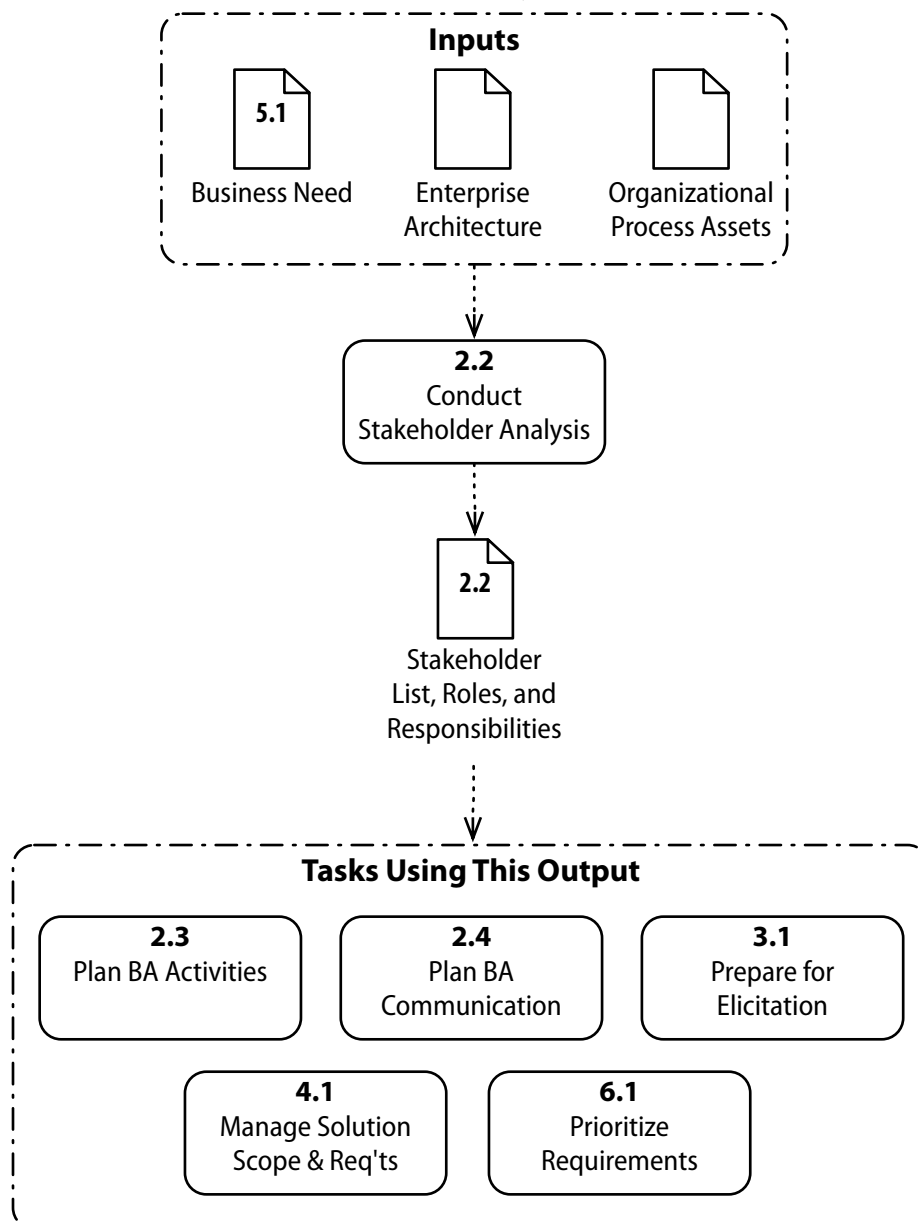 Inputs
5.1
Business Need
Enterprise
Architecture
Organizational
Process Assets
2.2
Conduct
Stakeholder Analysis
2.2
Stakeholder
List, Roles, and
Responsibilities
Tasks Using This Output
2.3
Plan BA Activities
2.4
Plan BA
Communication
3.1
Prepare for
Elicitation
4.1
Manage Solution
Scope & Req'ts
6.1
Prioritize
Requirements